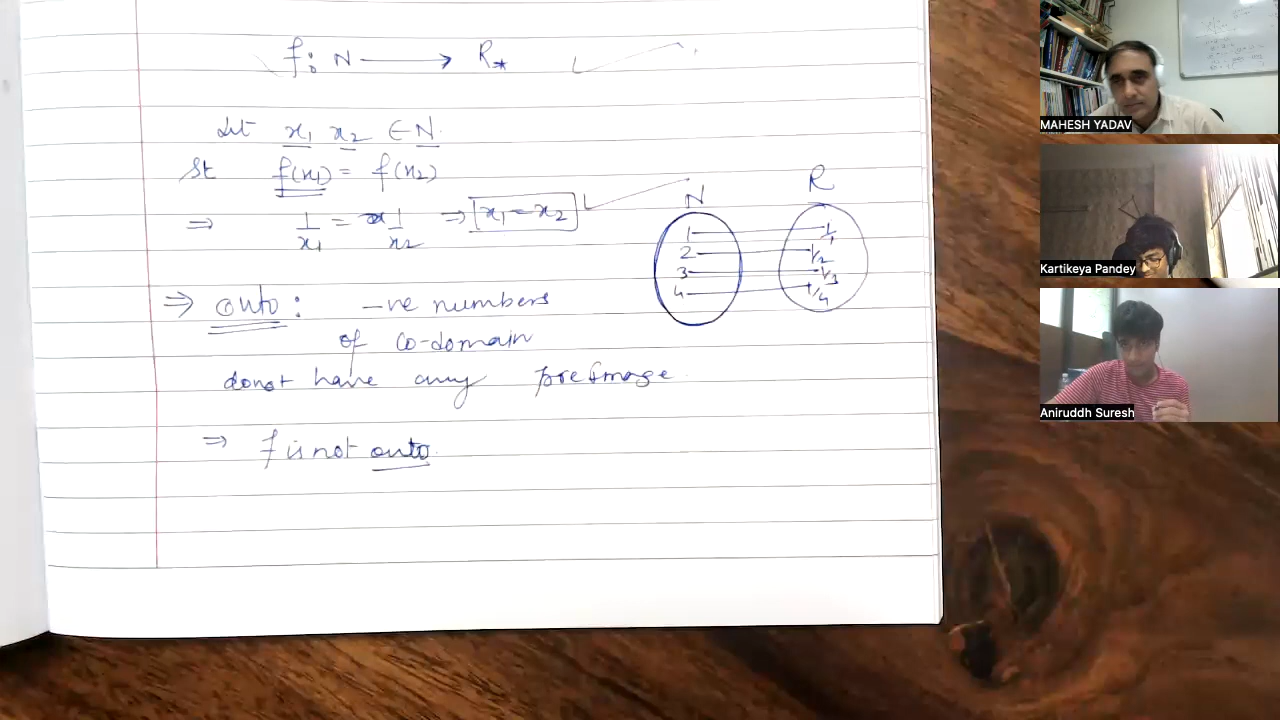 f: N → R*
Let x₁ x₂ ∈ N.
St f(x₁) = f(x₂)
⇒ 1/x₁ = 1/x₂ ⇒ x₁ = x₂
N R
1 1/1
2 1/2
3 1/3
4 1/4
⇒ onto: -ve numbers
of co-domain
donot have any preimage.
⇒ f is not onto.
MAHESH YADAV
Kartikeya Pandey
Aniruddh Suresh